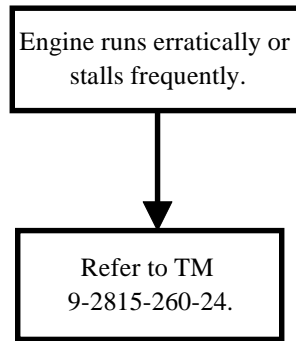 Engine runs erratically or
stalls frequently.
Refer to TM
9-2815-260-24.